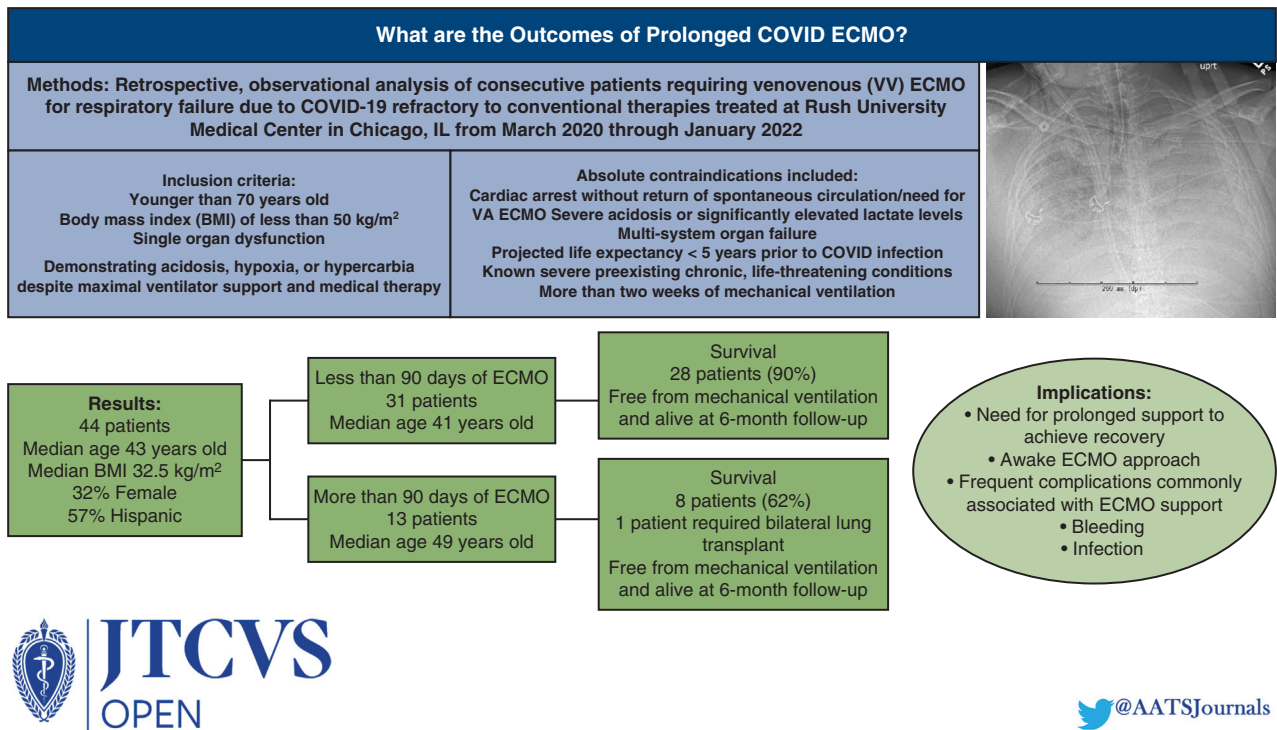 What are the Outcomes of Prolonged COVID ECMO?
Methods: Retrospective, observational analysis of consecutive patients requiring venovenous (VV) ECMO
for respiratory failure due to COVID-19 refractory to conventional therapies treated at Rush University
Medical Center in Chicago, IL from March 2020 through January 2022
Inclusion criteria:
Younger than 70 years old
Body mass index (BMI) of less than 50 kg/m²
Single organ dysfunction
Demonstrating acidosis, hypoxia, or hypercarbia
despite maximal ventilator support and medical therapy
Absolute contraindications included:
Cardiac arrest without return of spontaneous circulation/need for
VA ECMO Severe acidosis or significantly elevated lactate levels
Multi-system organ failure
Projected life expectancy < 5 years prior to COVID infection
Known severe preexisting chronic, life-threatening conditions
More than two weeks of mechanical ventilation
uprt
Results:
44 patients
Median age 43 years old
Median BMI 32.5 kg/m²
32% Female
57% Hispanic
Less than 90 days of ECMO
31 patients
Median age 41 years old
Survival
28 patients (90%)
Free from mechanical ventilation
and alive at 6-month follow-up
More than 90 days of ECMO
13 patients
Median age 49 years old
Survival
8 patients (62%)
1 patient required bilateral lung
transplant
Free from mechanical ventilation
and alive at 6-month follow-up
Implications:
• Need for prolonged support to
achieve recovery
• Awake ECMO approach
• Frequent complications commonly
associated with ECMO support
• Bleeding
• Infection
JTCVS
OPEN
@AATSJournals